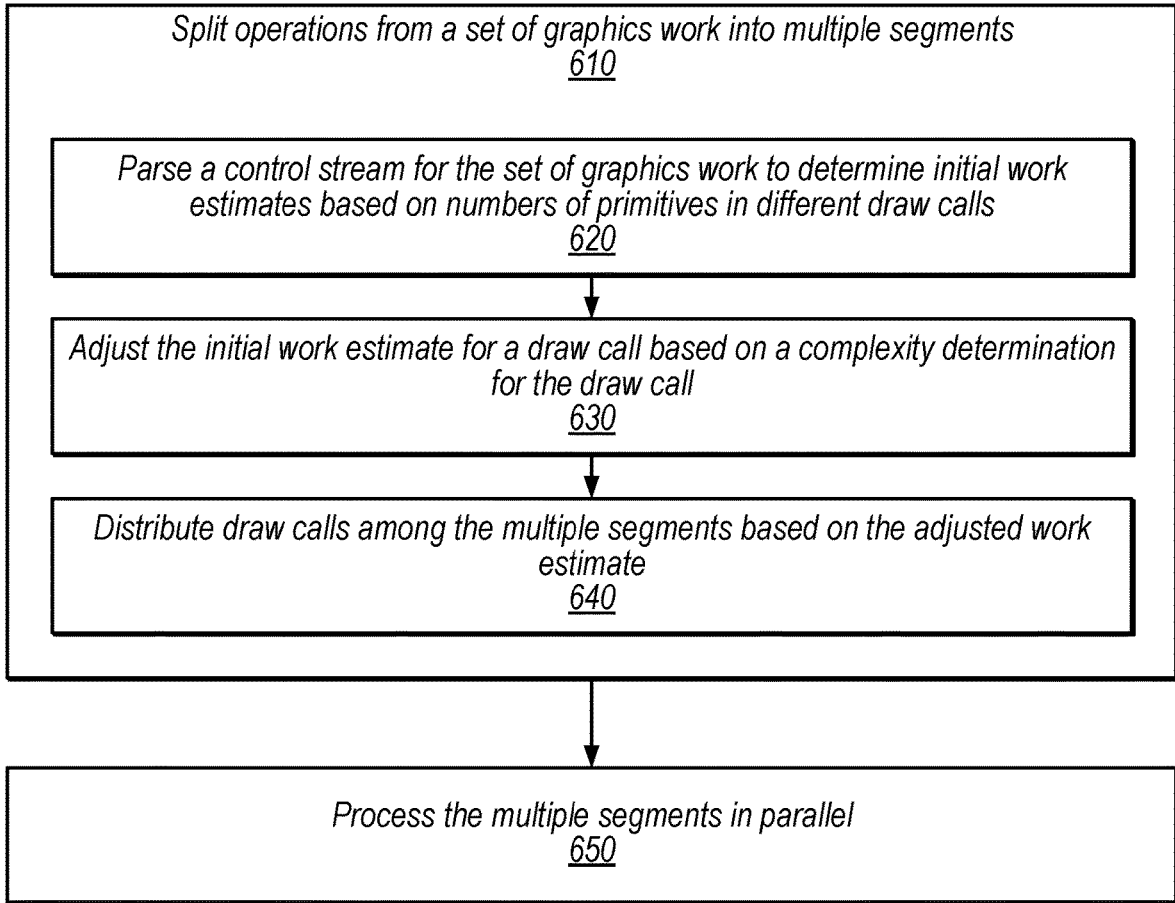 Split operations from a set of graphics work into multiple segments
610
Parse a control stream for the set of graphics work to determine initial work
estimates based on numbers of primitives in different draw calls
620
Adjust the initial work estimate for a draw call based on a complexity determination
for the draw call
630
Distribute draw calls among the multiple segments based on the adjusted work
estimate
640
Process the multiple segments in parallel
650